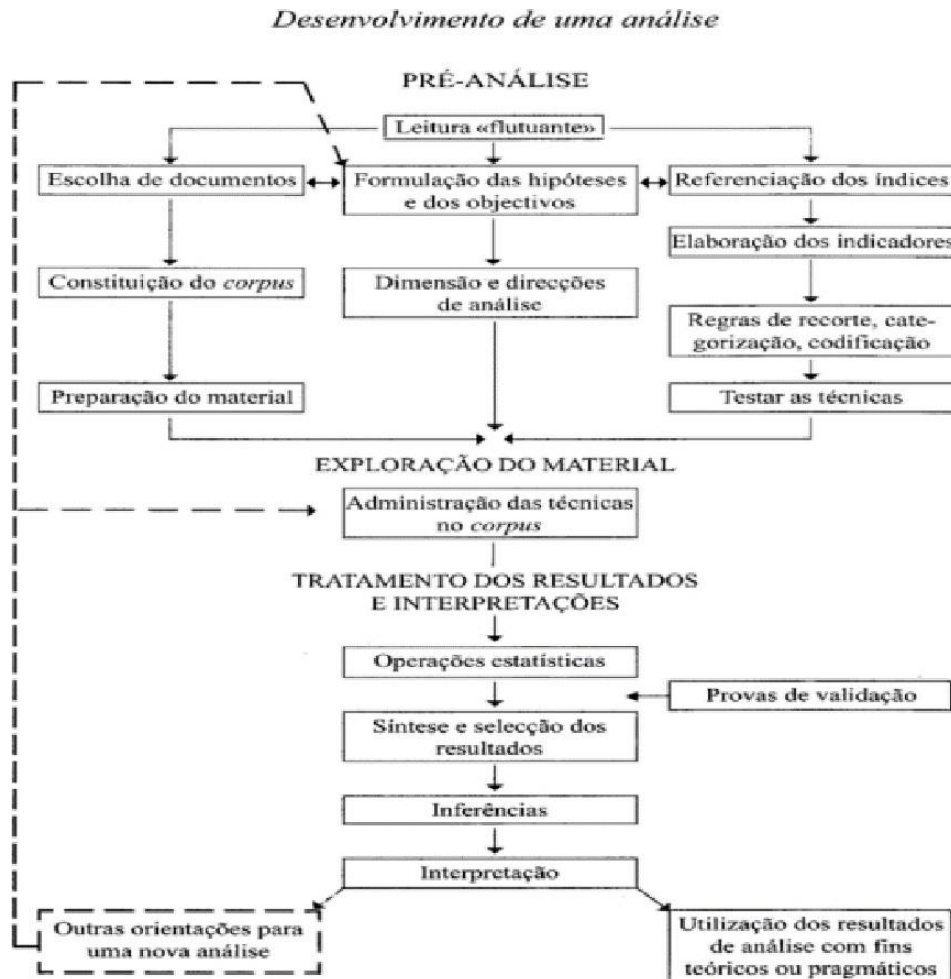 Desenvolvimento de uma análise
PRÉ-ANÁLISE
Leitura «flutuante»
Escolha de documentos
Formulação das hipóteses
e dos objectivos
Referenciação dos índices
Elaboração dos indicadores
Constituição do corpus
Dimensão e direcções
de análise
Regras de recorte, cate-
gorização, codificação
Preparação do material
Testar as técnicas
EXPLORAÇÃO DO MATERIAL
Administração das técnicas
no corpus
TRATAMENTO DOS RESULTADOS
E INTERPRETAÇÕES
Operações estatísticas
Provas de validação
Síntese e selecção dos
resultados
Inferências
Interpretação
Outras orientações para
uma nova análise
Utilização dos resultados
de análise com fins
teóricos ou pragmáticos